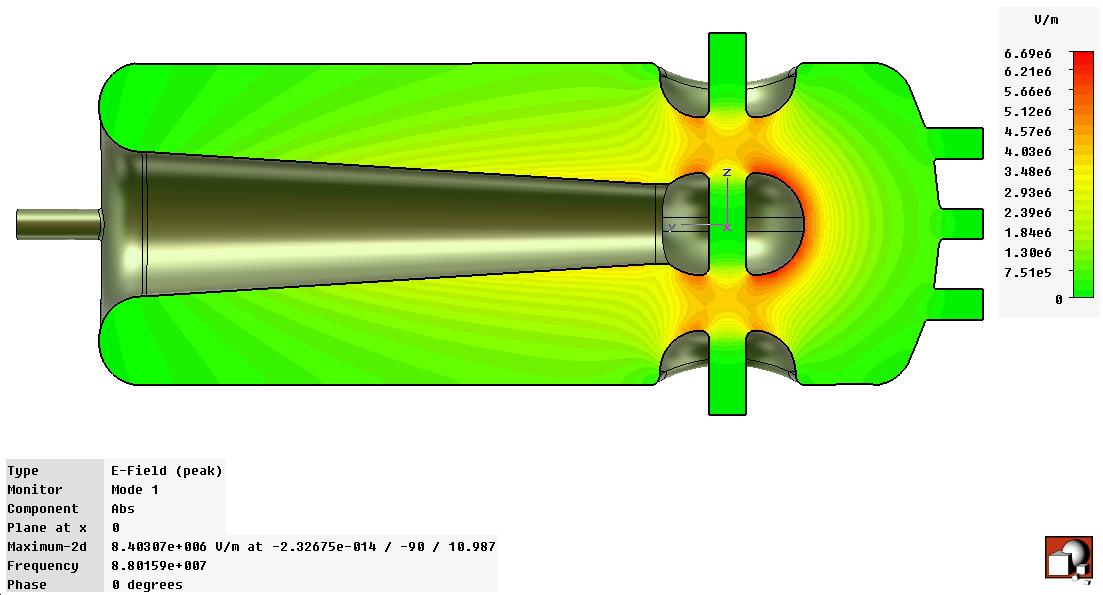 V/m
6.69e6
6.21e6
5.66e6
5.12e6
4.57e6
4.03e6
3.48e6
2.93e6
2.39e6
1.84e6
1.30e6
7.51e5
0
z
y
x
Type E-Field (peak)
Monitor Mode 1
Component Abs
Plane at x 0
Maximum-2d 8.40307e+006 V/m at -2.32675e-014 / -90 / 10.987
Frequency 8.80159e+007
Phase 0 degrees